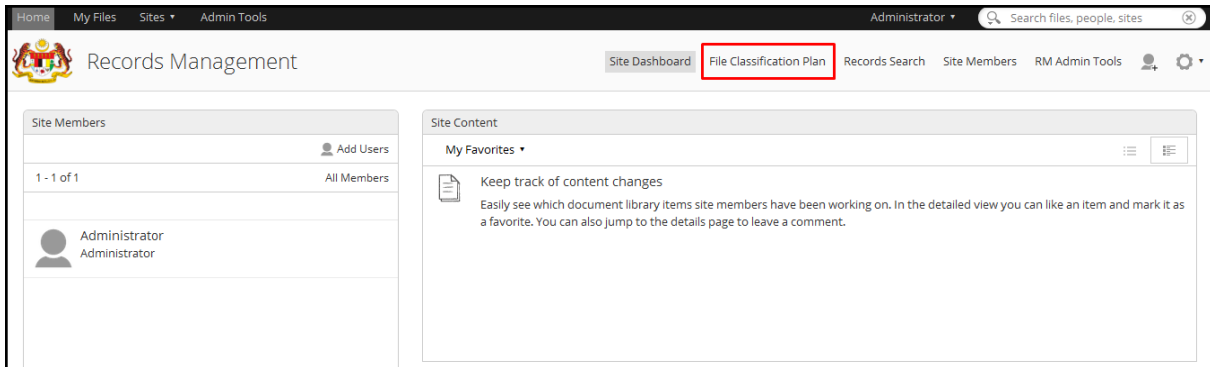 Home My Files Sites ▾ Admin Tools Administrator ▾ Search files, people, sites
Records Management Site Dashboard File Classification Plan Records Search Site Members RM Admin Tools
Site Members
Add Users
1 - 1 of 1 All Members
Administrator
Administrator
Site Content
My Favorites ▾
Keep track of content changes
Easily see which document library items site members have been working on. In the detailed view you can like an item and mark it as
a favorite. You can also jump to the details page to leave a comment.